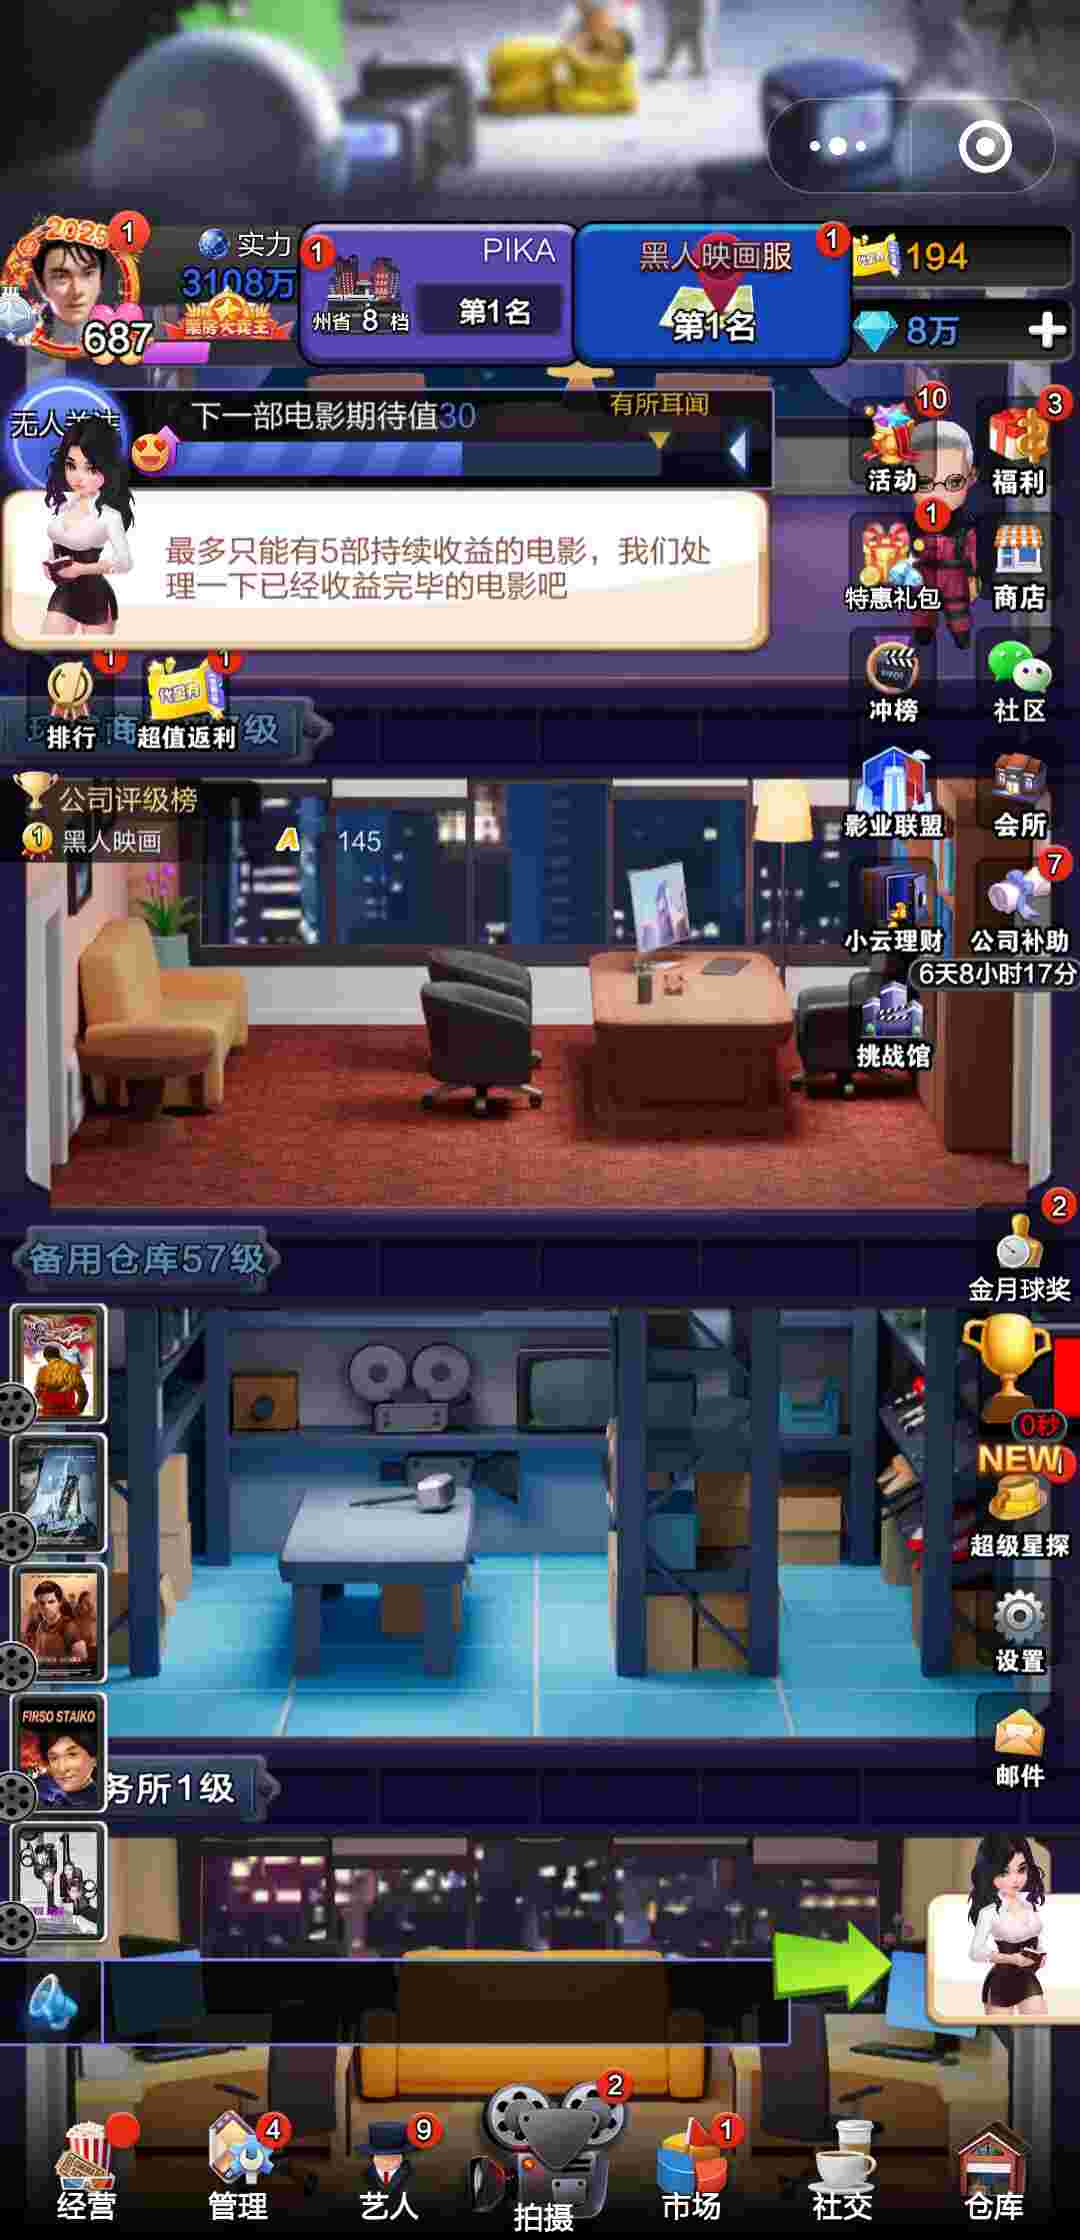 2025
1
687
实力
3108万
票房大赛王
1
PIKA
州省 8 档
第1名
黑人映画服
1
第1名
194
8万
下一部电影期待值30
有所耳闻
最多只能有5部持续收益的电影，我们处
理一下已经收益完毕的电影吧
10
活动
3
福利
1
特惠礼包
商店
冲榜
社区
影业联盟
会所
小云理财
7
公司补助
6天8小时17分
挑战馆
1
排行
1
超值返利
级
公司评级榜
1
黑人映画
A
145
2
金月球奖
备用仓库57级
0秒
NEW
超级星探
设置
邮件
FIRSO STAIKO
务所1级
经营
4
管理
9
艺人
2
拍摄
1
市场
社交
仓库